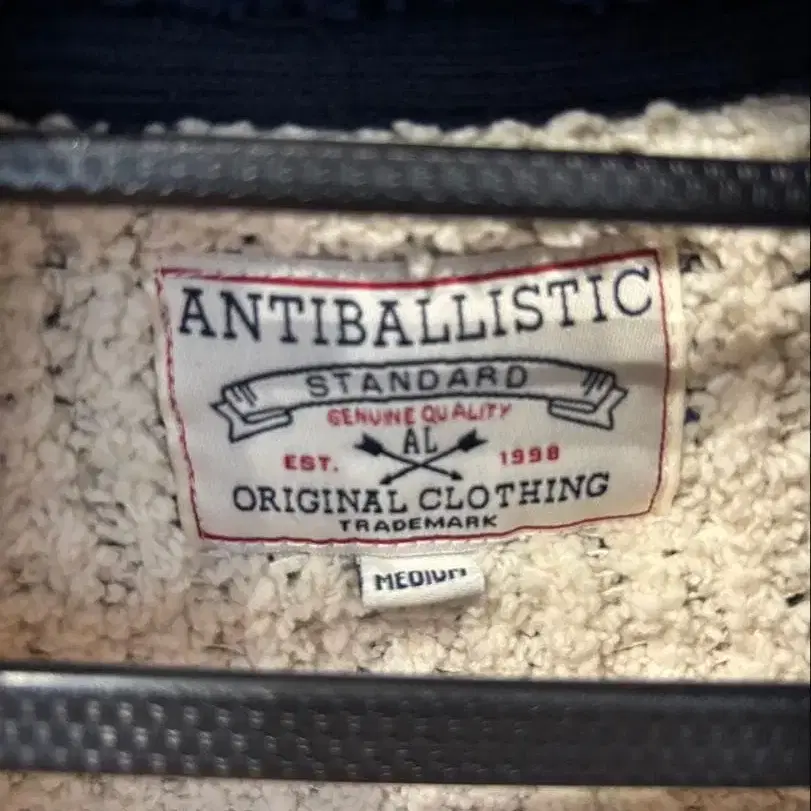 ANTIBALLISTIC
STANDARD
GENUINE QUALITY
AL
EST. 1998
ORIGINAL CLOTHING
TRADEMARK
MEDIUM